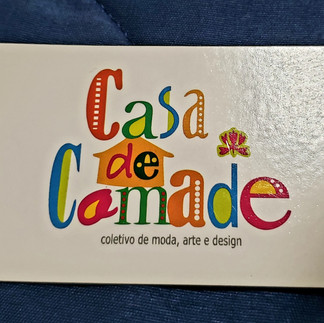 Casa
de
Comade
coletivo de moda, arte e design